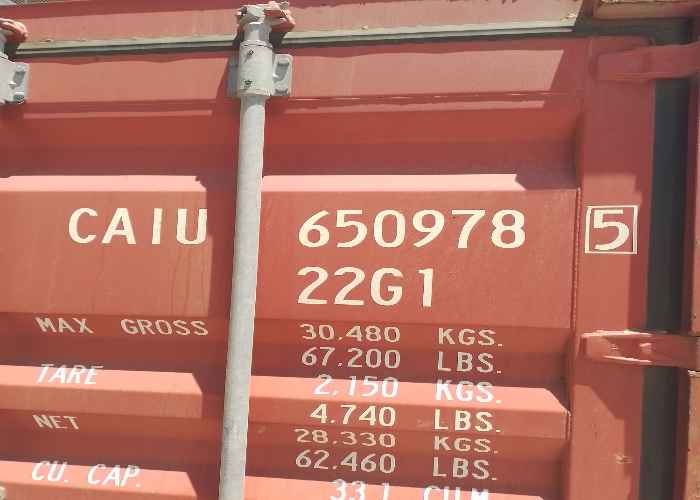 CAIU 650978 5
22G1
MAX GROSS 30.480 KGS.
67.200 LBS.
TARE 2.150 KGS.
4.740 LBS.
NET 28.330 KGS.
62.460 LBS.
CU. CAP. 33.1 CU.M.